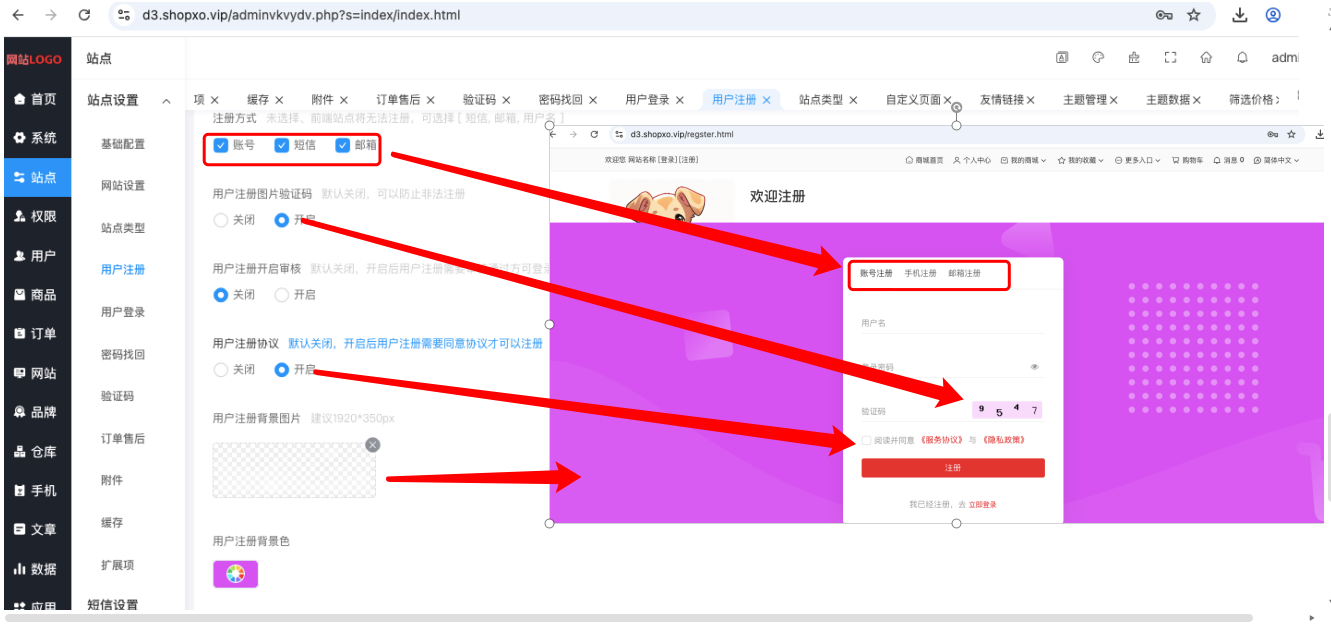 d3.shopxo.vip/adminvkvydv.php?s=index/index.html
网站LOGO
站点
admi
首页
系统
站点
权限
用户
商品
订单
网站
品牌
仓库
手机
文章
数据
应用
站点设置
基础配置
网站设置
站点类型
用户注册
用户登录
密码找回
验证码
订单售后
附件
缓存
扩展项
短信设置
项 × 缓存 × 附件 × 订单售后 × 验证码 × 密码找回 × 用户登录 × 用户注册 × 站点类型 × 自定义页面 × 友情链接 × 主题管理 × 主题数据 × 筛选价格
注册方式 未选择、前端站点将无法注册，可选择 [ 短信, 邮箱, 用户名 ]
账号 短信 邮箱
用户注册图片验证码 默认关闭，可以防止非法注册
关闭 开启
用户注册开启审核 默认关闭，开启后用户注册需要 通过方可登录
关闭 开启
用户注册协议 默认关闭，开启后用户注册需要同意协议才可以注册
关闭 开启
用户注册背景图片 建议1920*350px
用户注册背景色
d3.shopxo.vip/regster.html
欢迎您 网站名称 [登录] [注册]
商城首页 个人中心 我的商城 我的收藏 更多入口 购物车 消息 0 简体中文
欢迎注册
账号注册 手机注册 邮箱注册
用户名
密码
验证码
9 5 4 7
阅读并同意 《服务协议》 与 《隐私政策》
注册
我已经注册，去 立即登录